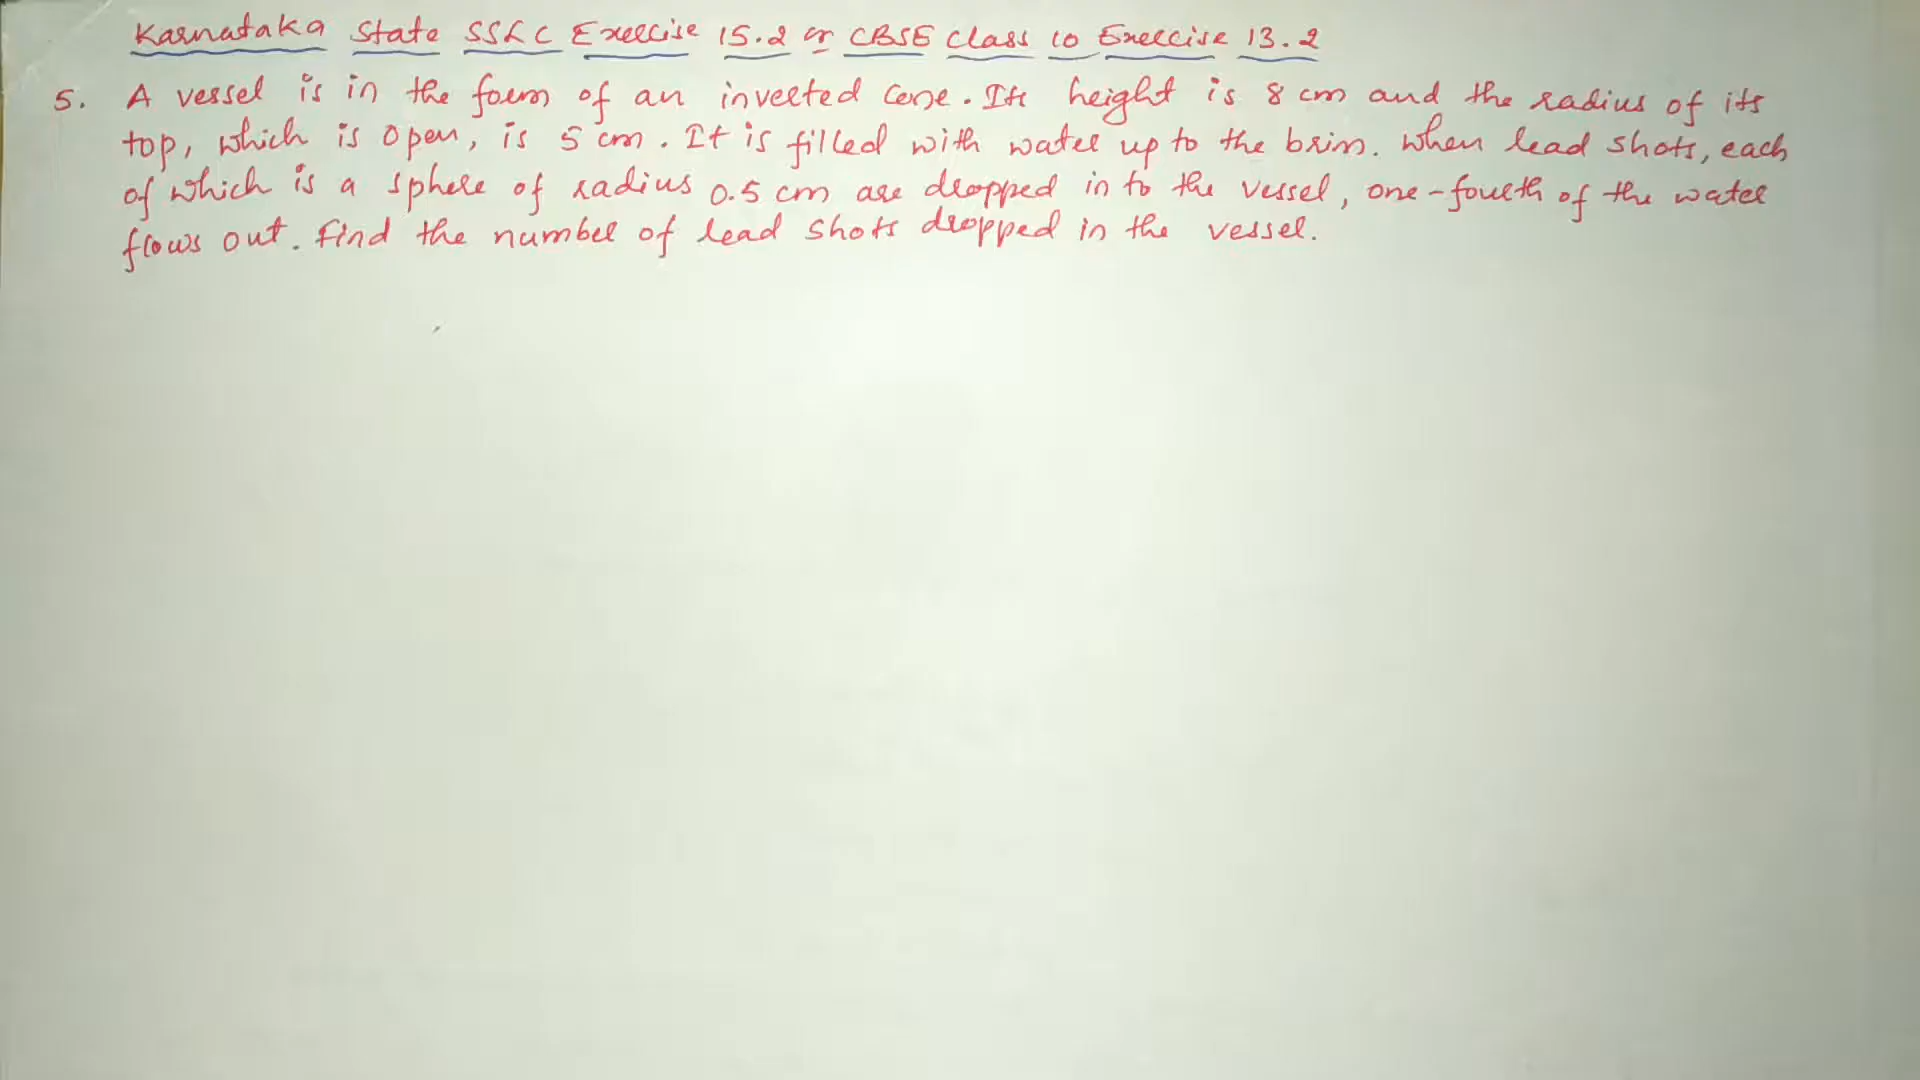 Karnataka State SSLC Exercise 15.2 or CBSE Class 10 Exercise 13.2
5. A vessel is in the form of an inverted cone. Its height is 8 cm and the radius of its
top, which is open, is 5 cm. It is filled with water up to the brim. When lead shots, each
of which is a sphere of radius 0.5 cm are dropped in to the vessel, one-fourth of the water
flows out. Find the number of lead shots dropped in the vessel.